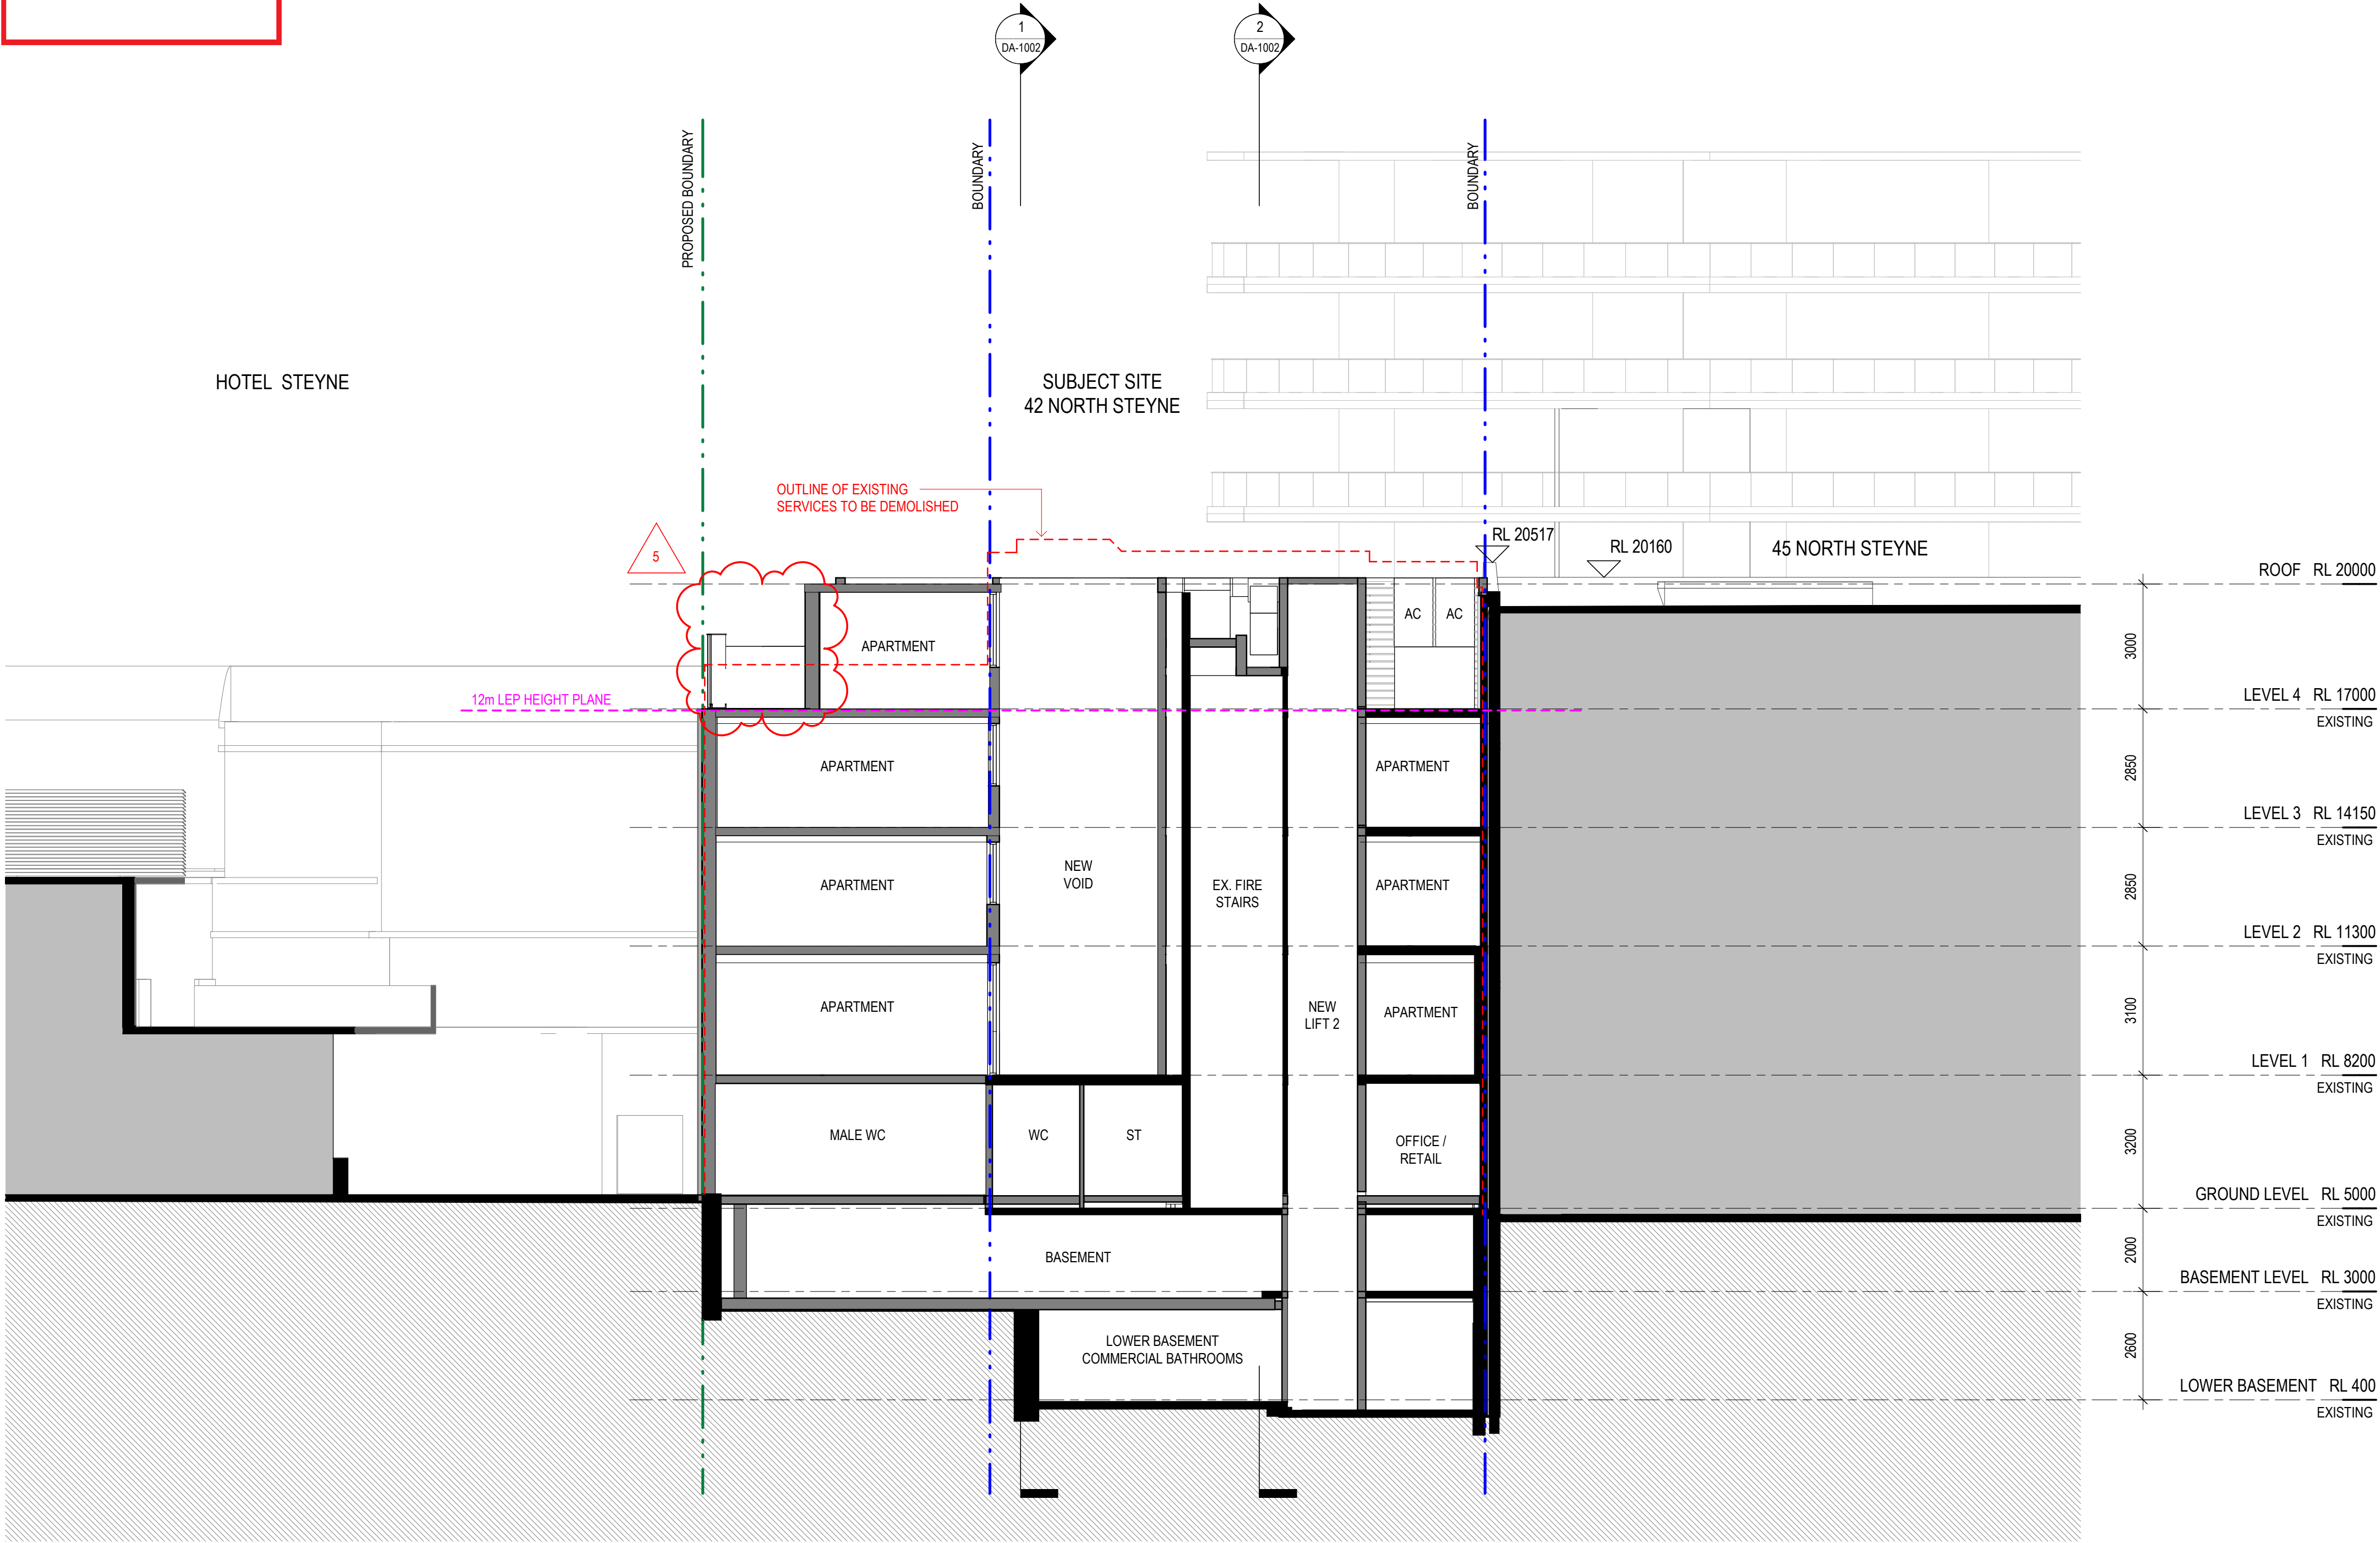 1
DA-1002
2
DA-1002
PROPOSED BOUNDARY
BOUNDARY
BOUNDARY
HOTEL STEYNE
SUBJECT SITE
42 NORTH STEYNE
OUTLINE OF EXISTING
SERVICES TO BE DEMOLISHED
5
RL 20517
RL 20160
45 NORTH STEYNE
ROOF RL 20000
AC
AC
APARTMENT
3000
12m LEP HEIGHT PLANE
LEVEL 4 RL 17000
EXISTING
APARTMENT
APARTMENT
2850
LEVEL 3 RL 14150
EXISTING
NEW
VOID
APARTMENT
EX. FIRE
STAIRS
APARTMENT
2850
LEVEL 2 RL 11300
EXISTING
APARTMENT
NEW
LIFT 2
APARTMENT
3100
LEVEL 1 RL 8200
EXISTING
MALE WC
WC
ST
OFFICE /
RETAIL
3200
GROUND LEVEL RL 5000
EXISTING
BASEMENT
2000
BASEMENT LEVEL RL 3000
EXISTING
LOWER BASEMENT
COMMERCIAL BATHROOMS
2600
LOWER BASEMENT RL 400
EXISTING